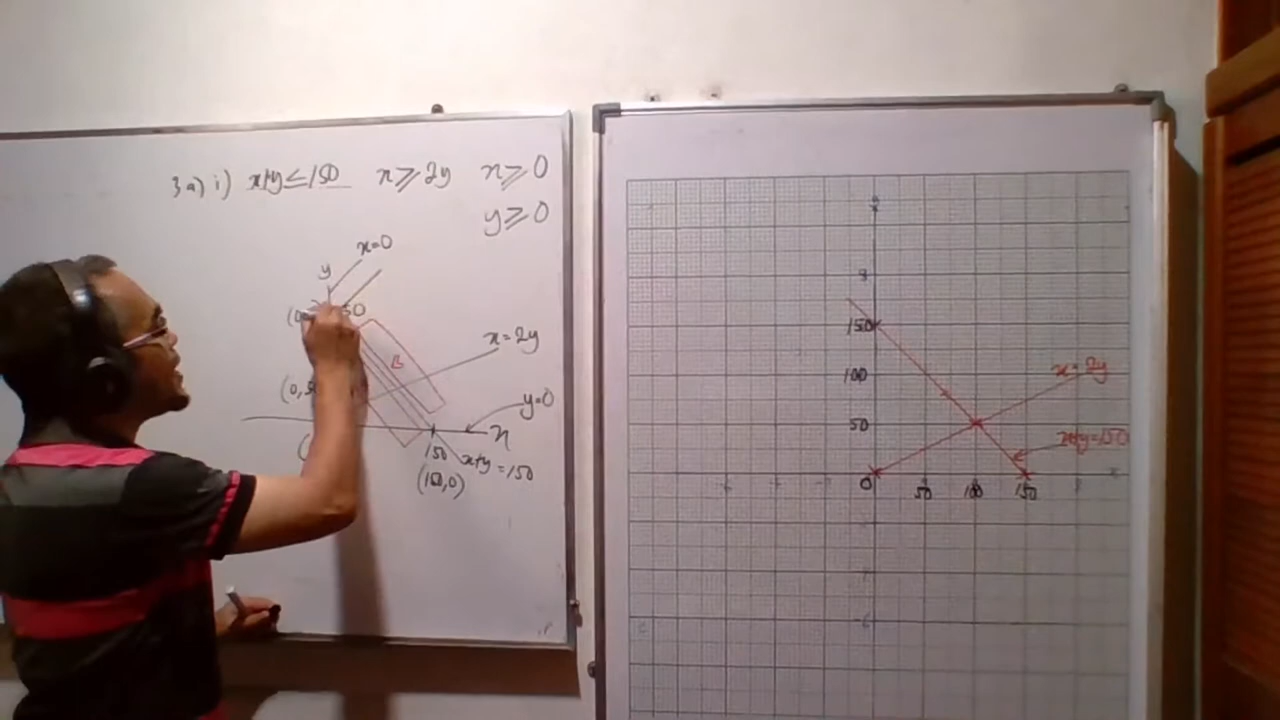 3 a) i) x+y≤150 x⩾2y x⩾0
y⩾0
x=0
y
50
x=2y
B
(0,
y=0
x
150
x+y=150
(150,0)
150
100
50
0
50
100
150
x=2y
x+y=150